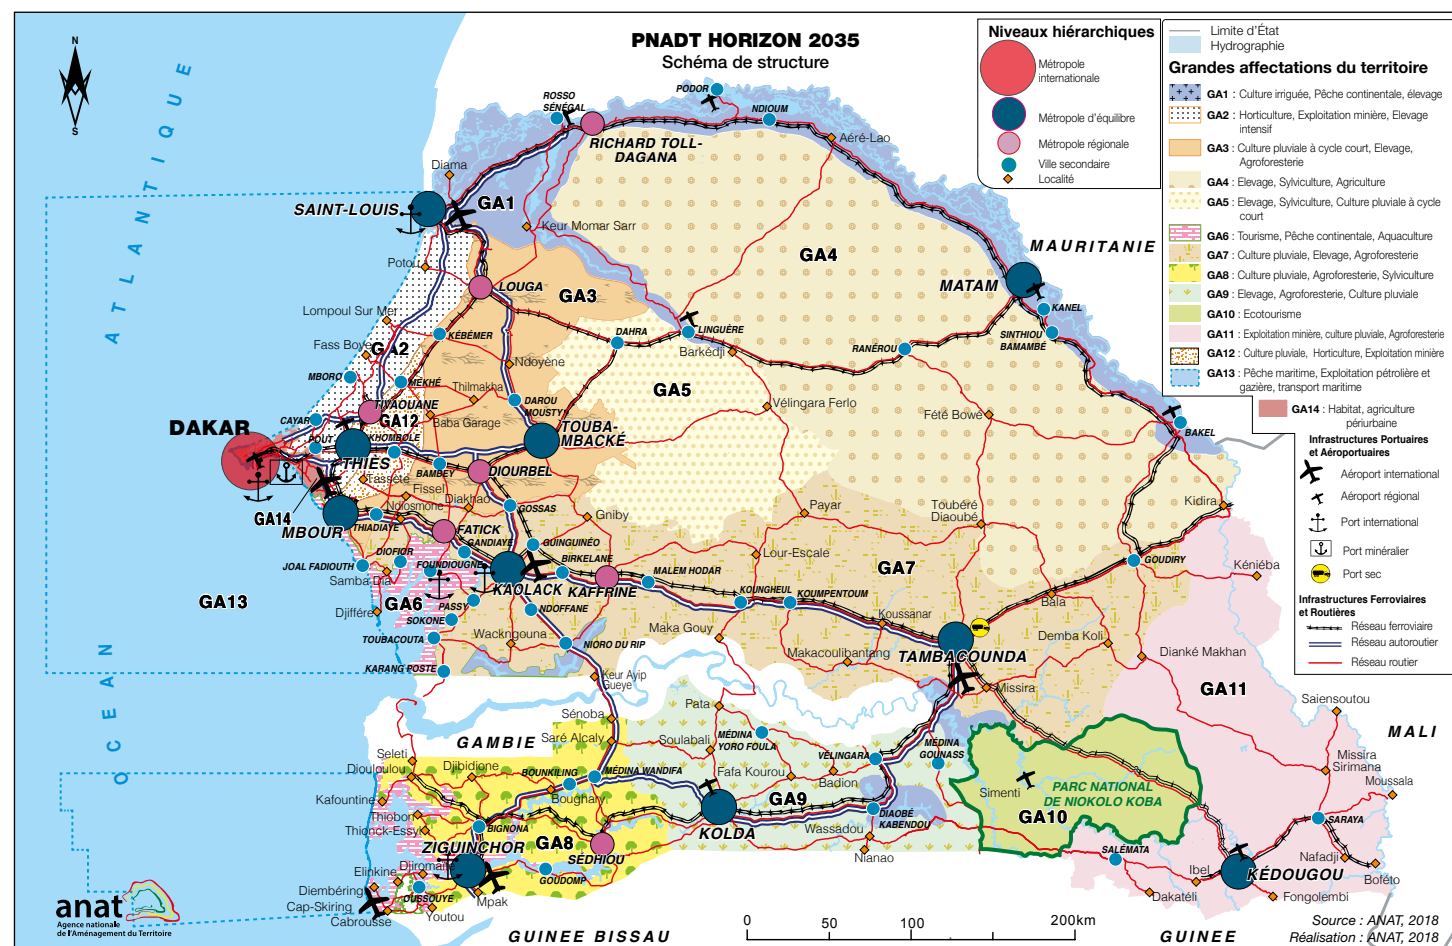 PNADT HORIZON 2035
Schéma de structure
N
S
Niveaux hiérarchiques
Métropole
internationale
Métropole d'équilibre
Métropole régionale
Ville secondaire
Localité
Limite d'État
Hydrographie
Grandes affectations du territoire
GA1 : Culture irriguée, Pêche continentale, élevage
GA2 : Horticulture, Exploitation minière, Elevage
intensif
GA3 : Culture pluviale à cycle court, Elevage,
Agroforesterie
GA4 : Elevage, Sylviculture, Agriculture
GA5 : Elevage, Sylviculture, Culture pluviale à cycle
court
GA6 : Tourisme, Pêche continentale, Aquaculture
GA7 : Culture pluviale, Elevage, Agroforesterie
GA8 : Culture pluviale, Agroforesterie, Sylviculture
GA9 : Elevage, Agroforesterie, Culture pluviale
GA10 : Ecotourisme
GA11 : Exploitation minière, culture pluviale, Agroforesterie
GA12 : Culture pluviale, Horticulture, Exploitation minière
GA13 : Pêche maritime, Exploitation pétrolière et
gazière, transport maritime
GA14 : Habitat, agriculture
périurbaine
Infrastructures Portuaires
et Aéroportuaires
Aéroport international
Aéroport régional
Port international
Port minéralier
Port sec
Infrastructures Ferroviaires
et Routières
Réseau ferroviaire
Réseau autoroutier
Réseau routier
OCEAN ATLANTIQUE
MAURITANIE
MALI
GAMBIE
GUINEE BISSAU
GUINEE
ROSSO
SÉNÉGAL
PODOR
NDIOUM
RICHARD TOLL-
DAGANA
Aéré-Lao
Diama
SAINT-LOUIS
GA1
Keur Momar Sarr
GA4
Potou
LOUGA
GA3
MATAM
KANEL
Lompoul Sur Mer
KÉBÉMER
DAHRA
LINGUÈRE
SINTHIOU
BAMAMBÉ
Fass Boye
GA2
Ndoyène
Barkédji
RANÉROU
MBORO
MÉKHÉ
Thilmakha
GA5
DAROU
MOUSTY
Vélingara Ferlo
Fété Bowé
TIVAOUANE
CAYAR
GA12
Baba Garage
BAKEL
DAKAR
POUT
KHOMBOLE
TOUBA-
MBACKÉ
THIÈS
BAMBEY
DIOURBEL
Tassète
Fissel
Ndiosmone
Diakhao
GOSSAS
Gniby
Payar
Toubéré
Diaoubé
Kidira
GA14
MBOUR
THIADIAYE
FATICK
GANDIAYE
GUINGUINÉO
DIOFIOR
FOUNDIOUGNE
BIRKELANE
Lour-Escale
GA7
GOUDIRY
Kéniéba
JOAL FADIOUTH
Samba Dia
KAOLACK
KAFFRINE
MALEM HODAR
KOUNGHEUL
KOUMPENTOUM
Bala
GA13
Djifféré
GA6
PASSY
NDOFFANE
Koussanar
SOKONE
Maka Gouy
Demba Koli
TOUBACOUTA
Wackngouna
NIORO DU RIP
Makacoulibantang
TAMBACOUNDA
Dianké Makhan
KARANG POSTE
Keur Ayip
Gueye
Missira
GA11
Sénoba
Pata
Saiensoutou
Saré Alcaly
Soulabali
MÉDINA
YORO FOULA
VÉLINGARA
MÉDINA
GOUNASS
Seleti
Diouloulou
Djibidione
BOUNKILING
MÉDINA WANDIFA
Fafa Kourou
Badion
Missira
Sirimana
Moussala
Kafountine
Boughary
Simenti
PARC NATIONAL
DE NIOKOLO KOBA
GA9
GA10
Thiobon
Thionck-Essyl
BIGNONA
KOLDA
DIAOBÉ
KABENDOU
SARAYA
ZIGUINCHOR
GA8
SÉDHIOU
Wassadou
Nianao
SALÉMATA
Nafadji
Boféto
Djiromaite
Elinkine
GOUDOMP
Ibel
KÉDOUGOU
Diembéring
OUSSOUYE
Mpak
Dakatéli
Fongolembi
Cap-Skiring
Cabrousse
Youtou
anat
Agence nationale
de l'Aménagement du Territoire
0 50 100 200km
Source : ANAT, 2018
Réalisation : ANAT, 2018